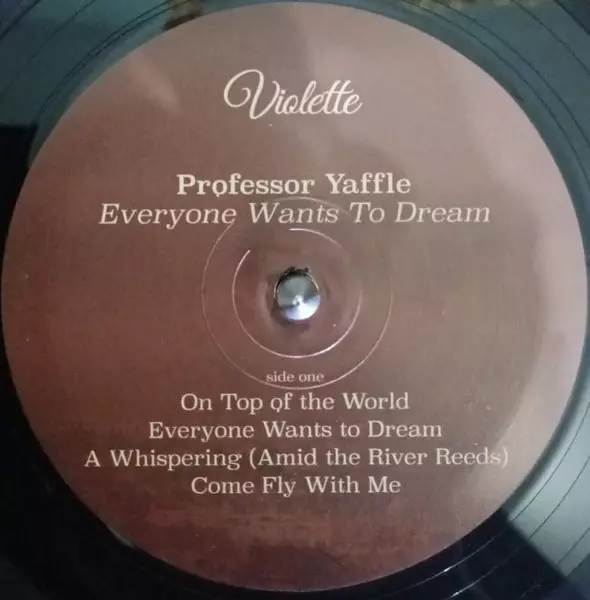 Violette
Professor Yaffle
Everyone Wants To Dream
side one
On Top of the World
Everyone Wants to Dream
A Whispering (Amid the River Reeds)
Come Fly With Me